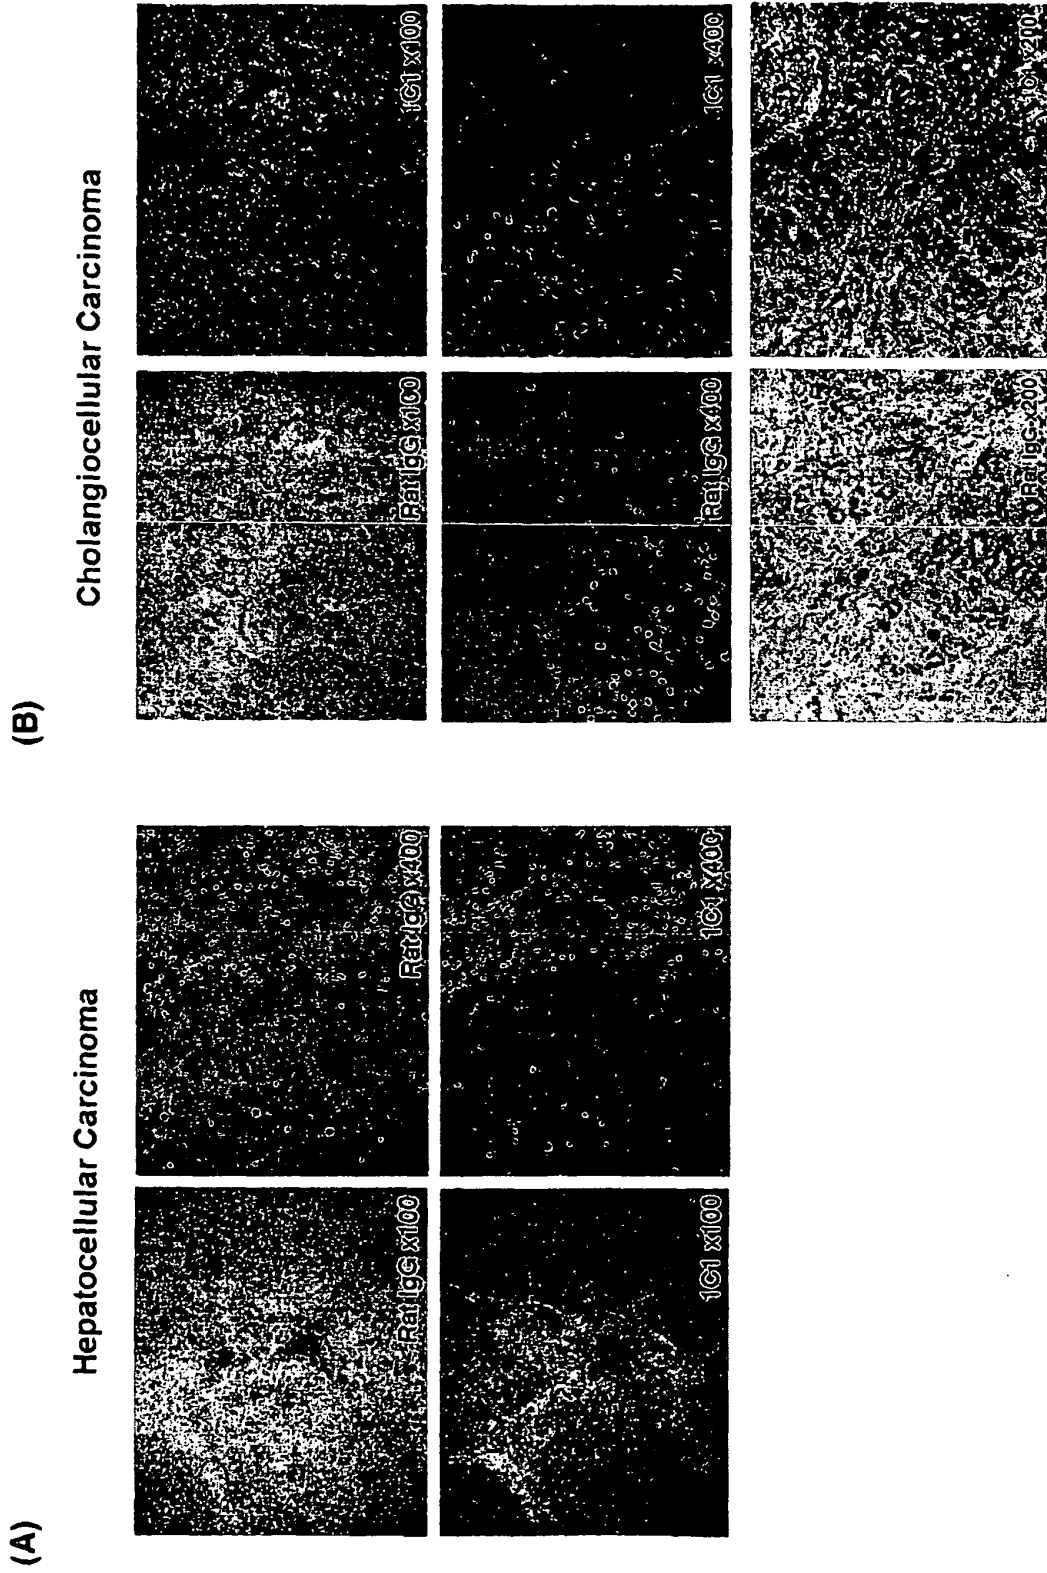 (A)
Hepatocellular Carcinoma
Rat IgG x100
Rat IgG x400
1C1 x100
1C1 x400
(B)
Cholangiocellular Carcinoma
Rat IgG x100
1C1 x100
Rat IgG x400
1C1 x400
Rat IgG x200
1C1 x200